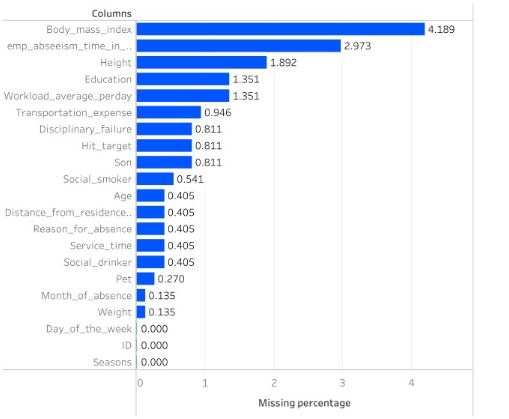 Columns
Body_mass_index 4.189
emp_abseeism_time_in_.. 2.973
Height 1.892
Education 1.351
Workload_average_perday 1.351
Transportation_expense 0.946
Disciplinary_failure 0.811
Hit_target 0.811
Son 0.811
Social_smoker 0.541
Age 0.405
Distance_from_residence.. 0.405
Reason_for_absence 0.405
Service_time 0.405
Social_drinker 0.405
Pet 0.270
Month_of_absence 0.135
Weight 0.135
Day_of_the_week 0.000
ID 0.000
Seasons 0.000
0 1 2 3 4
Missing percentage